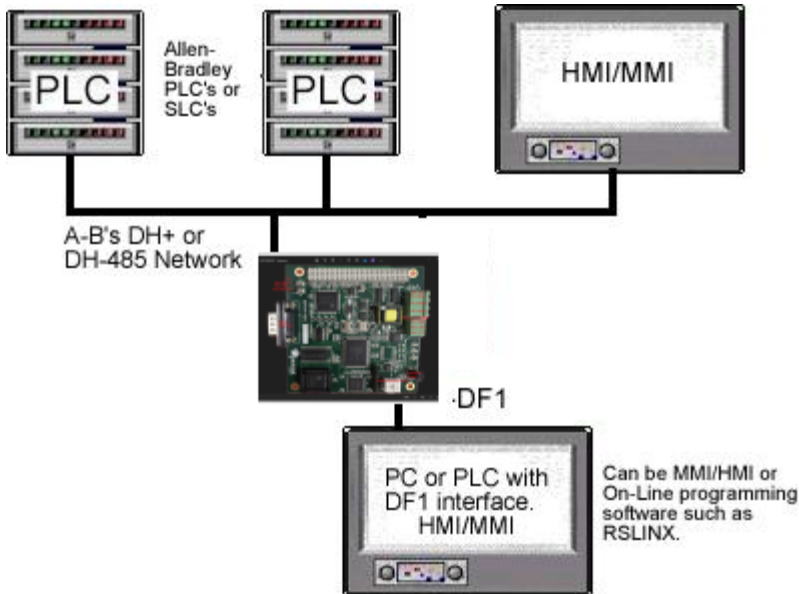 PLC
Allen-
Bradley
PLC's or
SLC's
PLC
HMI/MMI
A-B's DH+ or
DH-485 Network
·DF1
PC or PLC with
DF1 interface.
HMI/MMI
Can be MMI/HMI or
On-Line programming
software such as
RSLINX.